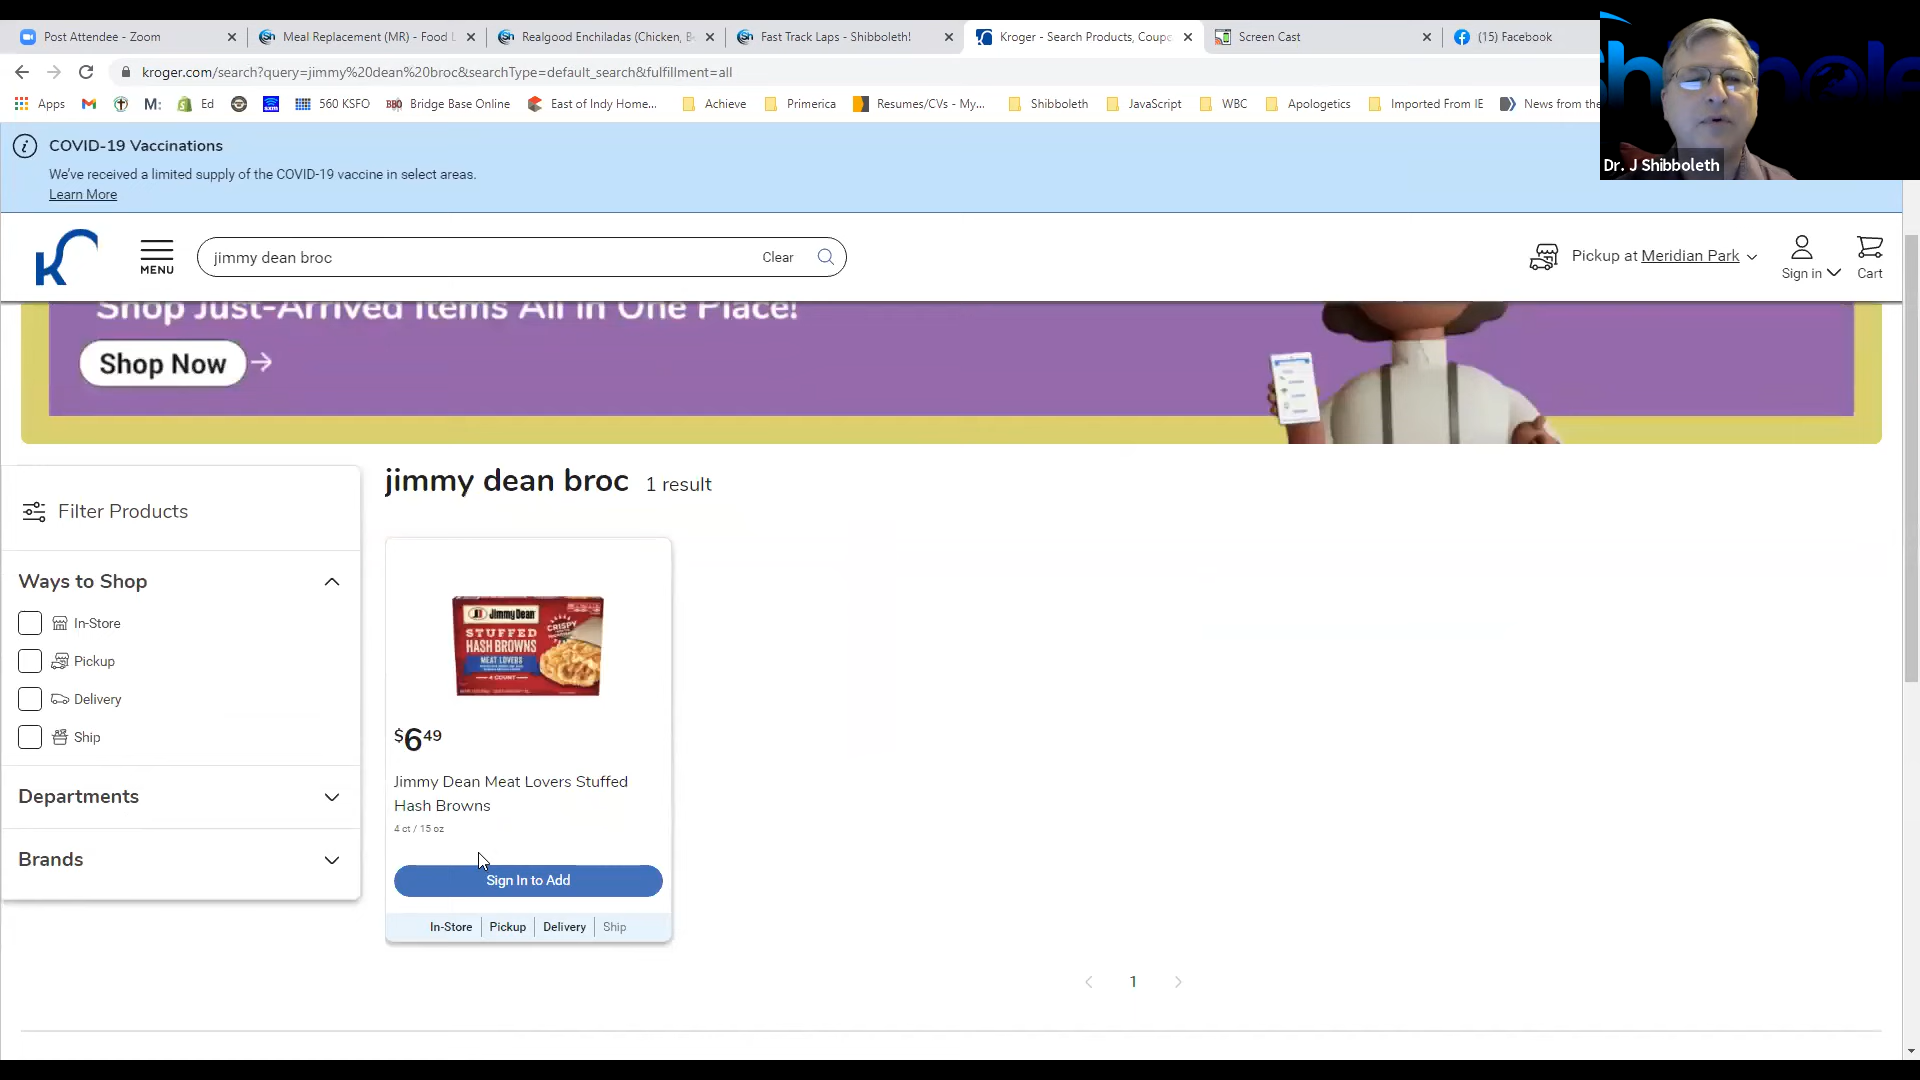 Post Attendee - Zoom
Meal Replacement (MR) - Food L
Realgood Enchiladas (Chicken, B
Fast Track Laps - Shibboleth!
Kroger - Search Products, Coupo
Screen Cast
(15) Facebook
kroger.com/search?query=jimmy%20dean%20broc&searchType=default_search&fulfillment=all
Apps
M:
Ed
560 KSFO
BBO Bridge Base Online
East of Indy Home...
Achieve
Primerica
Resumes/CVs - My...
Shibboleth
JavaScript
WBC
Apologetics
Imported From IE
News from the
Dr. J Shibboleth
COVID-19 Vaccinations
We've received a limited supply of the COVID-19 vaccine in select areas.
Learn More
MENU
jimmy dean broc
Clear
Pickup at Meridian Park
Sign in
Cart
Shop Just-Arrived Items All in One Place!
Shop Now
jimmy dean broc 1 result
Filter Products
Ways to Shop
In-Store
Pickup
Delivery
Ship
Departments
Brands
Jimmy Dean
STUFFED
HASH BROWNS
MEAT LOVERS
4 COUNT
CRISPY
$6 49
Jimmy Dean Meat Lovers Stuffed
Hash Browns
4 ct / 15 oz
Sign In to Add
In-Store Pickup Delivery Ship
1